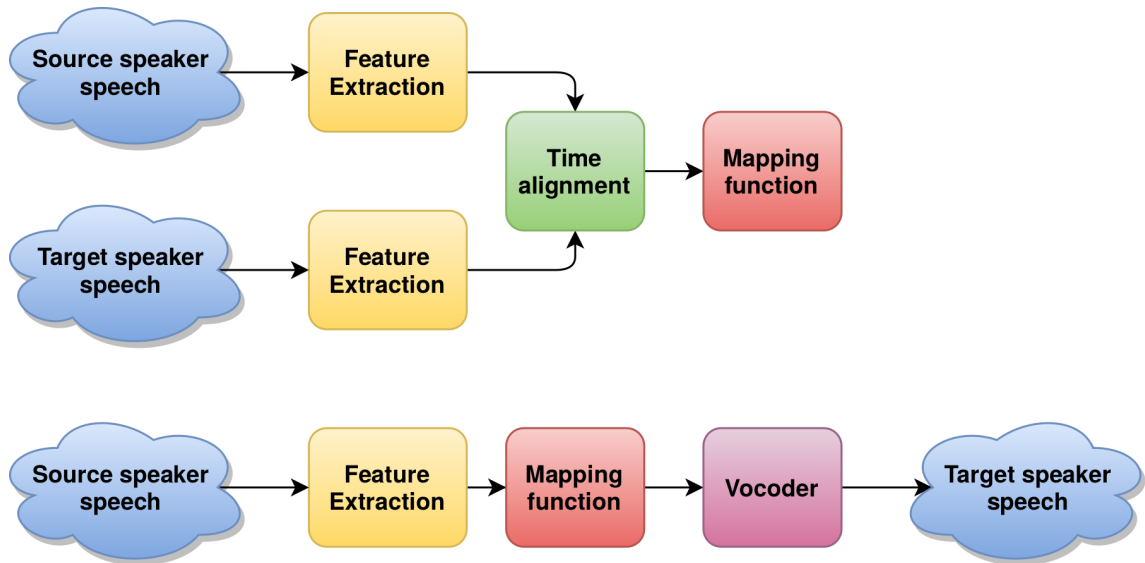 Source speaker
speech
Feature
Extraction
Time
alignment
Mapping
function
Target speaker
speech
Feature
Extraction
Source speaker
speech
Feature
Extraction
Mapping
function
Vocoder
Target speaker
speech